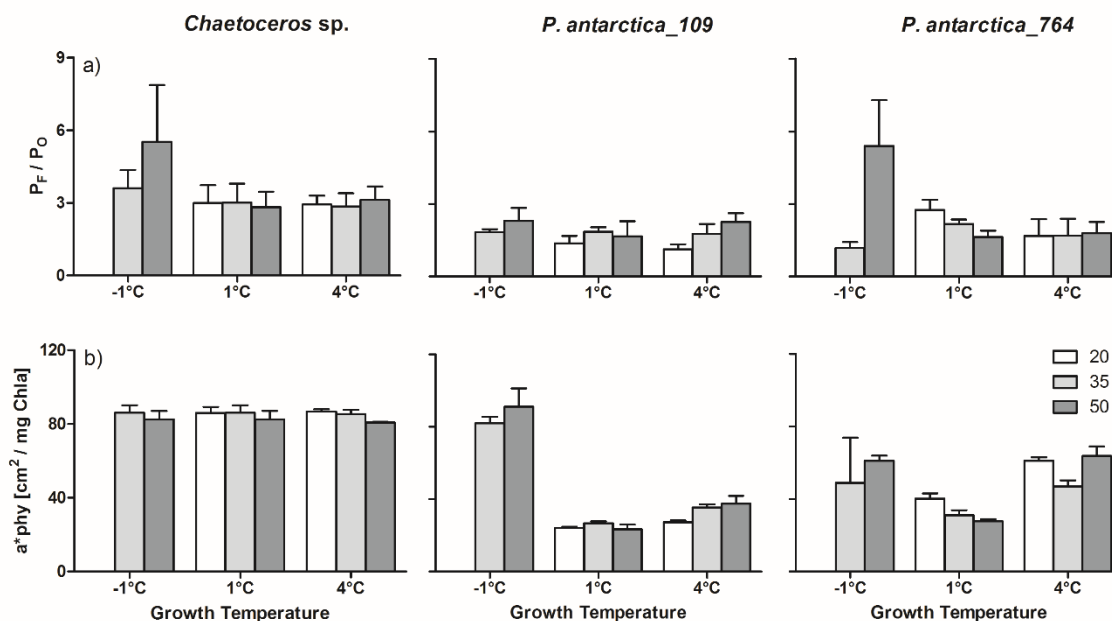 Chaetoceros sp.
P. antarctica_109
P. antarctica_764
a)
9
6
3
0
PF / PO
-1°C 1°C 4°C
-1°C 1°C 4°C
-1°C 1°C 4°C
b)
120
80
40
0
a*phy [cm² / mg Chla]
20
35
50
-1°C 1°C 4°C
-1°C 1°C 4°C
-1°C 1°C 4°C
Growth Temperature
Growth Temperature
Growth Temperature